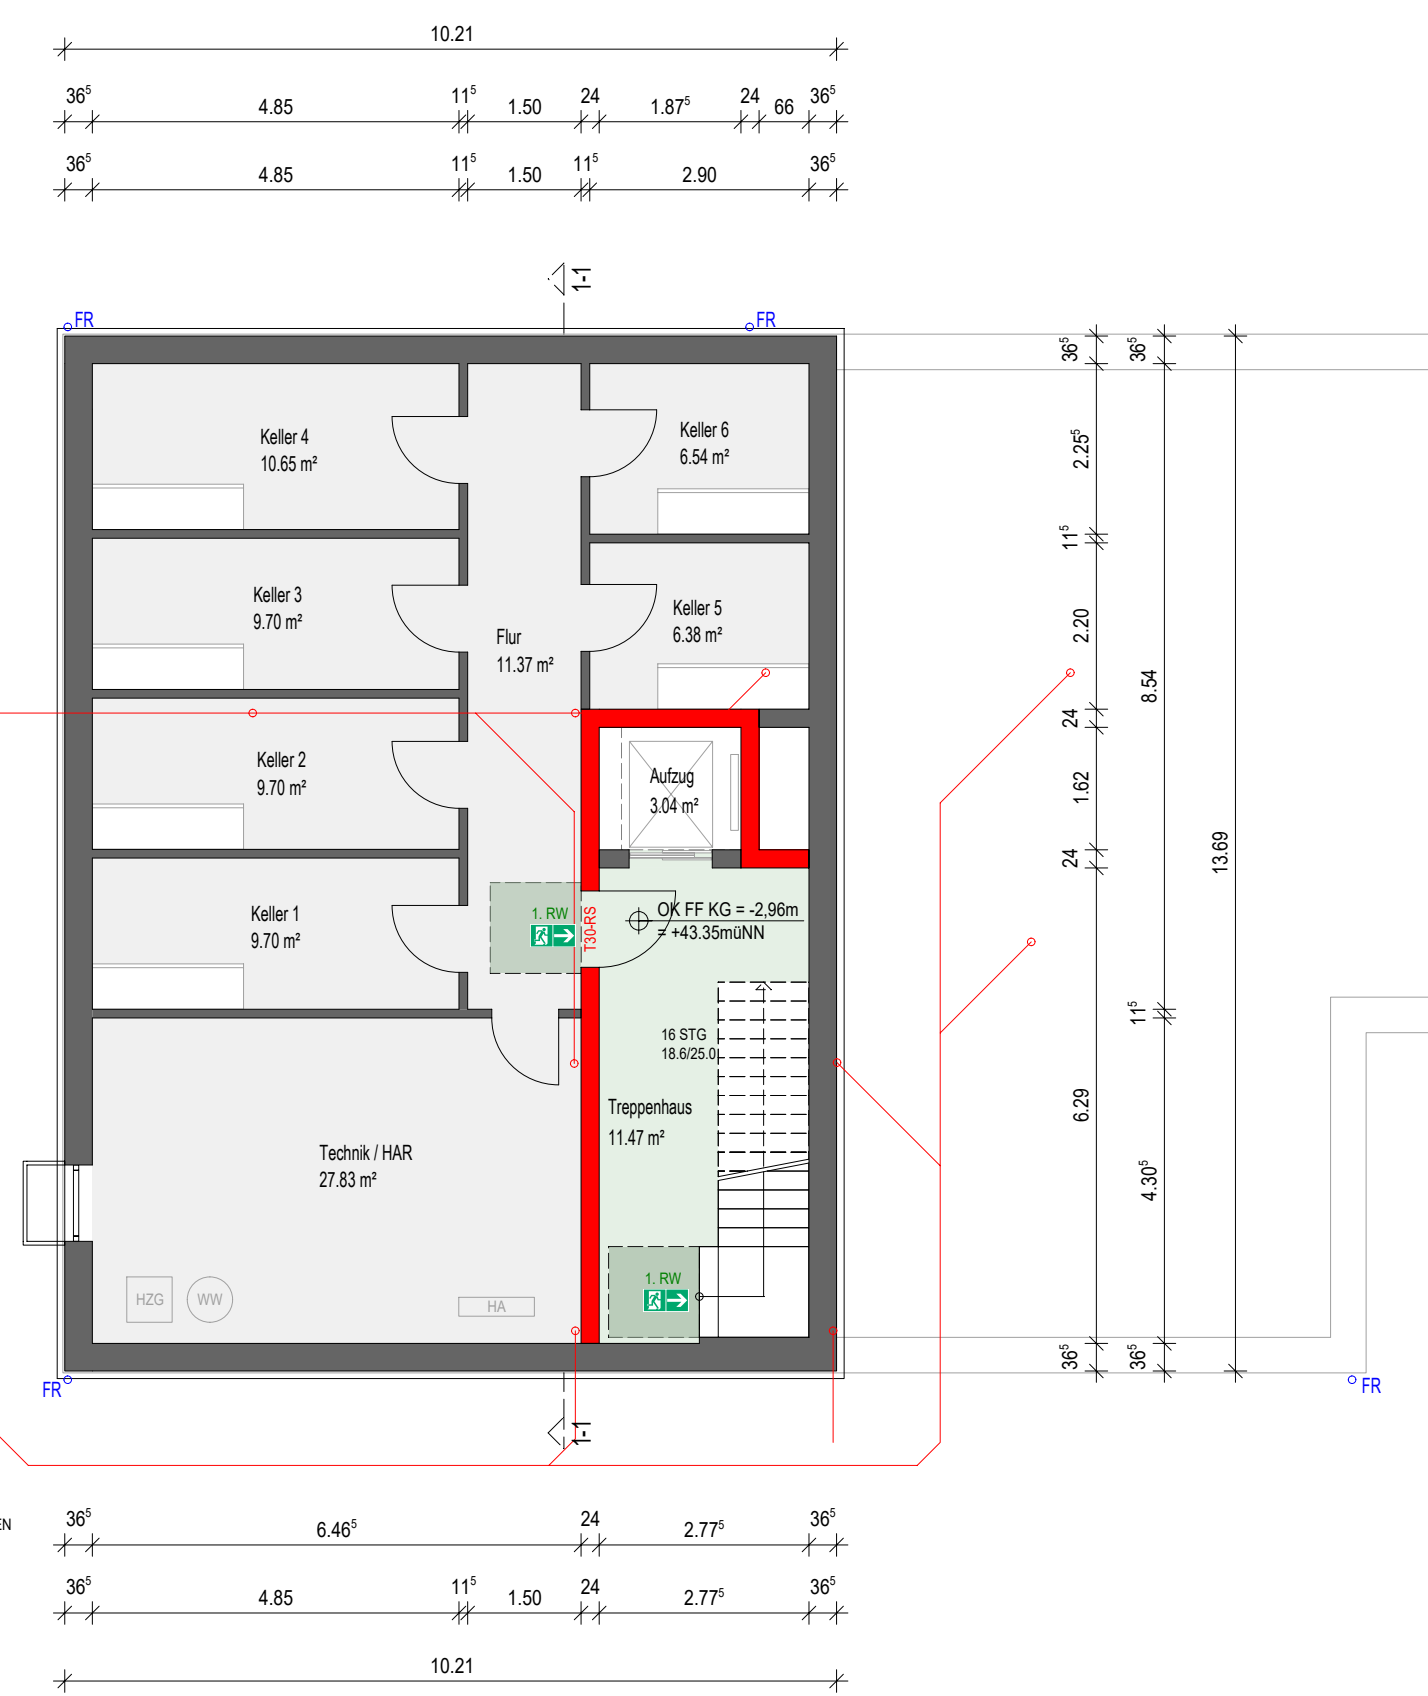 10.21
36⁵ 4.85 11⁵ 1.50 24 1.87⁵ 24 66 36⁵
36⁵ 4.85 11⁵ 1.50 11⁵ 2.90 36⁵
1-1
FR
FR
Keller 4
10.65 m²
Keller 6
6.54 m²
Keller 3
9.70 m²
Keller 5
6.38 m²
Flur
11.37 m²
Keller 2
9.70 m²
Aufzug
3.04 m²
Keller 1
9.70 m²
1. RW
T30-RS
OK FF KG = -2,96m
= +43.35müNN
16 STG
18.6/25.0
Treppenhaus
11.47 m²
Technik / HAR
27.83 m²
HZG
WW
HA
1. RW
36⁵ 2.25⁵ 11⁵ 2.20 24 1.62 24 6.29 36⁵
36⁵ 8.54 11⁵ 4.30⁵ 36⁵
13.69
FR
FR
1-1
EN
36⁵ 6.46⁵ 24 2.77⁵ 36⁵
36⁵ 4.85 11⁵ 1.50 24 2.77⁵ 36⁵
10.21